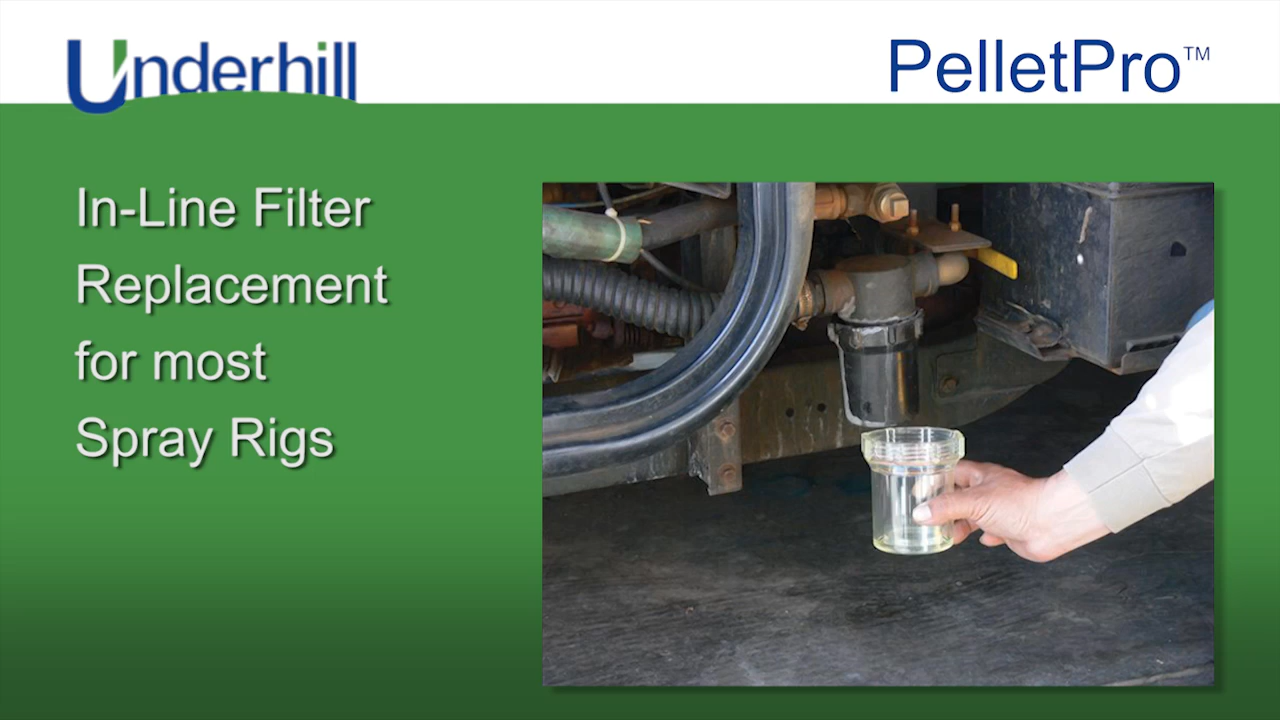 Underhill
PelletPro™
In-Line Filter
Replacement
for most
Spray Rigs